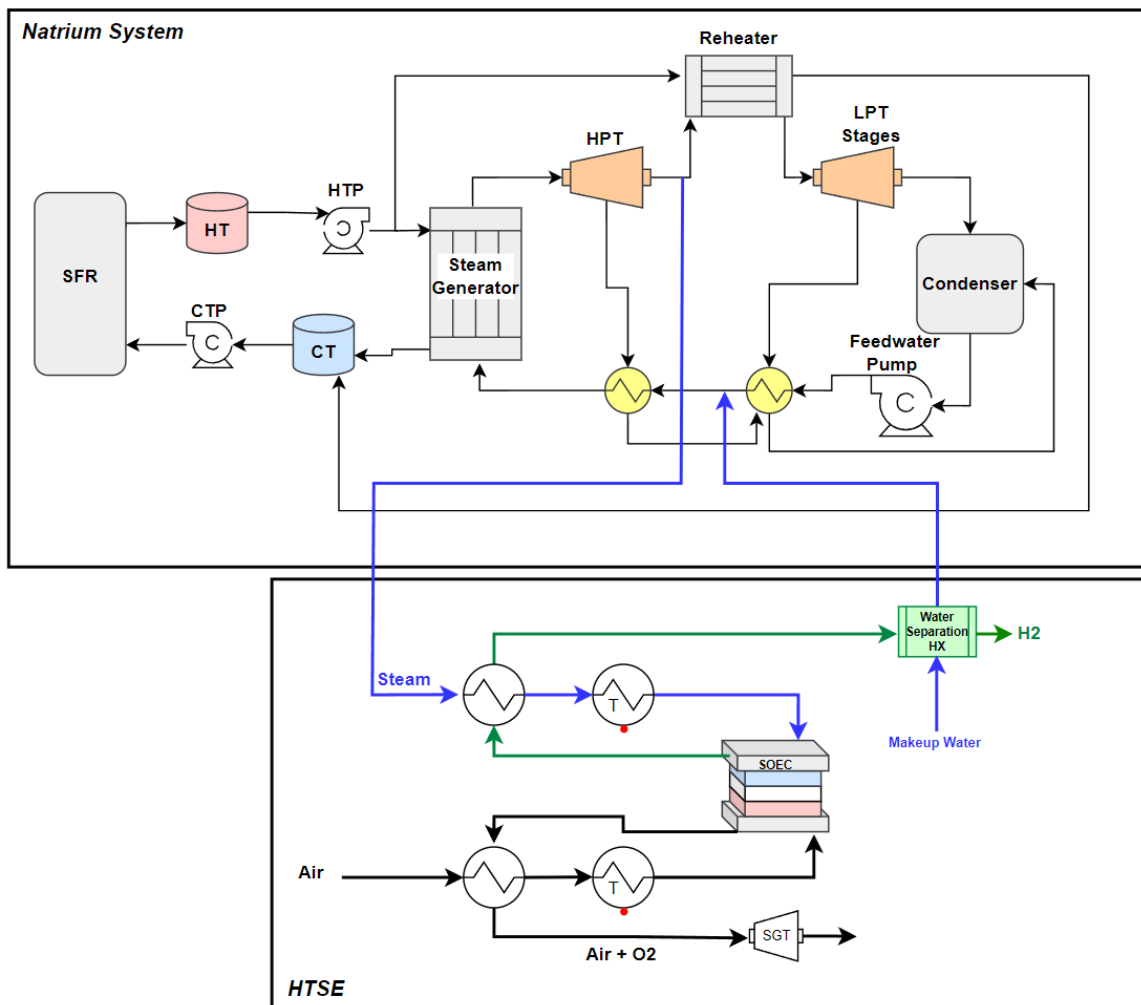 Natrium System
Reheater
HPT
LPT
Stages
HTP
HT
SFR
Steam
Generator
Condenser
CTP
CT
Feedwater
Pump
C
C
C
Water
Separation
HX
H2
Steam
T
Makeup Water
SOEC
Air
T
SGT
Air + O2
HTSE